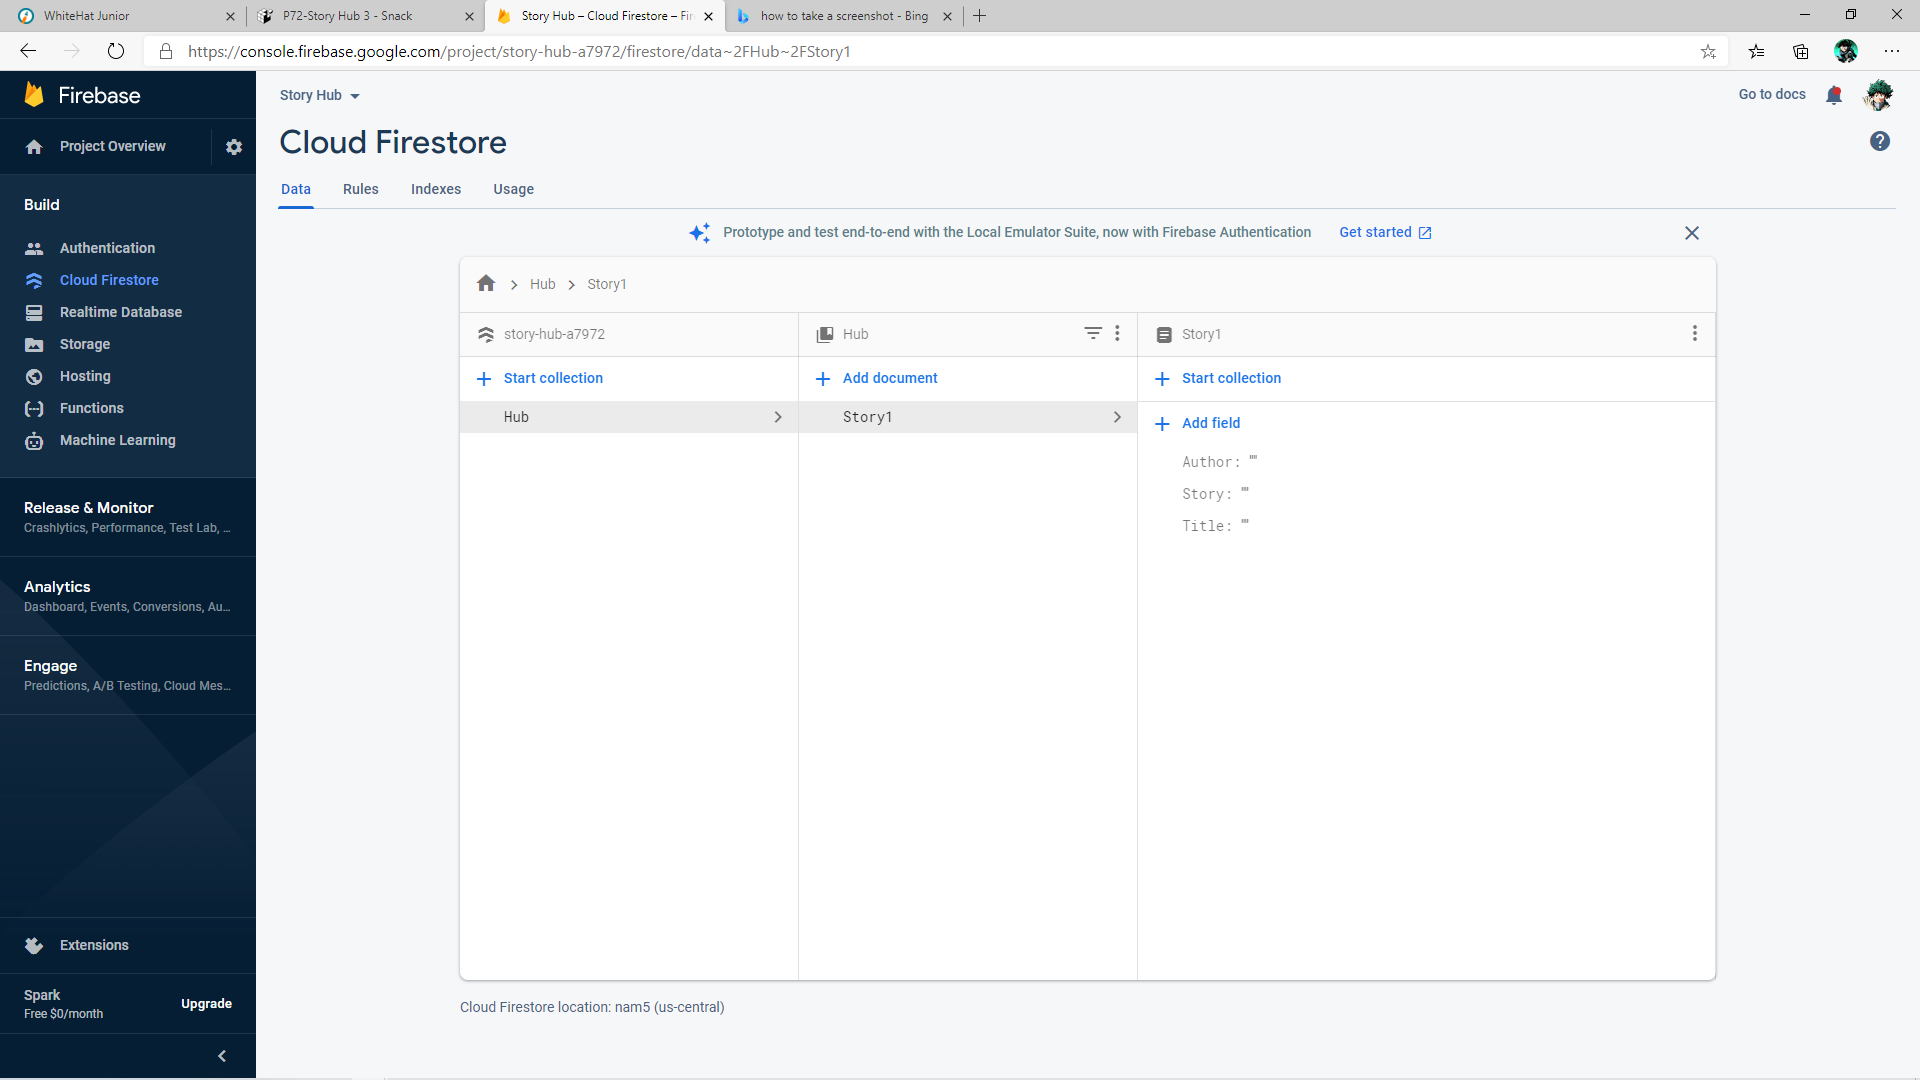 WhiteHat Junior
P72-Story Hub 3 - Snack
Story Hub – Cloud Firestore – Fir
how to take a screenshot - Bing
https://console.firebase.google.com/project/story-hub-a7972/firestore/data~2FHub~2FStory1
Firebase
Project Overview
Build
Authentication
Cloud Firestore
Realtime Database
Storage
Hosting
Functions
Machine Learning
Release & Monitor
Crashlytics, Performance, Test Lab, ...
Analytics
Dashboard, Events, Conversions, Au...
Engage
Predictions, A/B Testing, Cloud Mes...
Extensions
Spark
Free $0/month
Upgrade
Story Hub
Go to docs
Cloud Firestore
Data Rules Indexes Usage
Prototype and test end-to-end with the Local Emulator Suite, now with Firebase Authentication Get started
Hub > Story1
story-hub-a7972
Start collection
Hub
Hub
Add document
Story1
Story1
Start collection
Add field
Author: ""
Story: ""
Title: ""
Cloud Firestore location: nam5 (us-central)